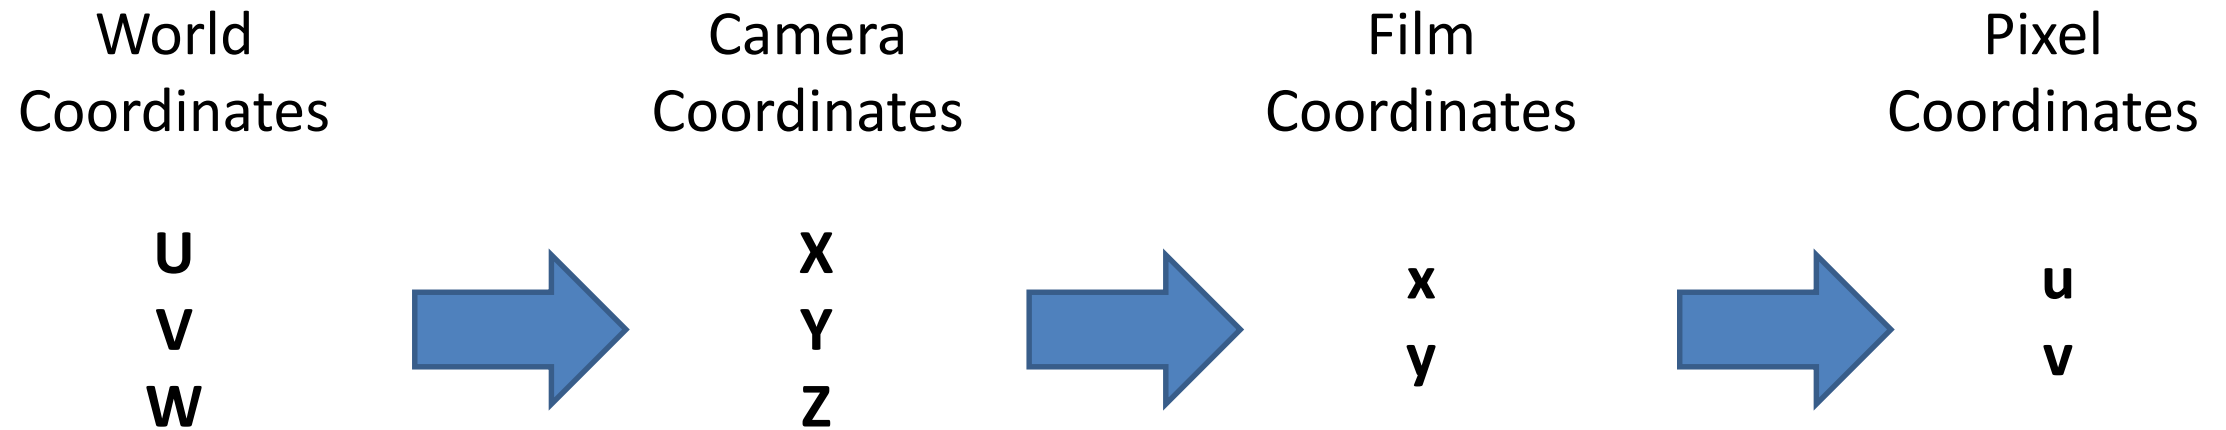 World
Coordinates
Camera
Coordinates
Film
Coordinates
Pixel
Coordinates
U
V
W
X
Y
Z
x
y
u
v